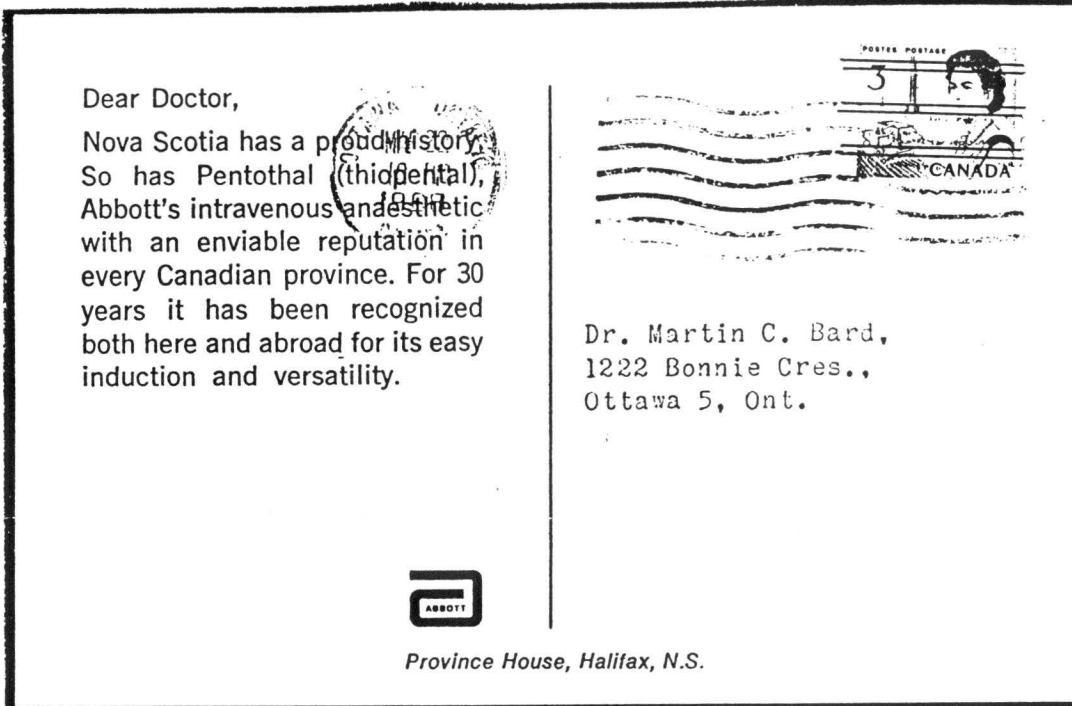 Dear Doctor,
Nova Scotia has a proud history.
So has Pentothal (thiopental),
Abbott's intravenous anaesthetic
with an enviable reputation in
every Canadian province. For 30
years it has been recognized
both here and abroad for its easy
induction and versatility.
ABBOTT
Province House, Halifax, N.S.
POSTES POSTAGE
3
CANADA
Dr. Martin C. Bard,
1222 Bonnie Cres.,
Ottawa 5, Ont.